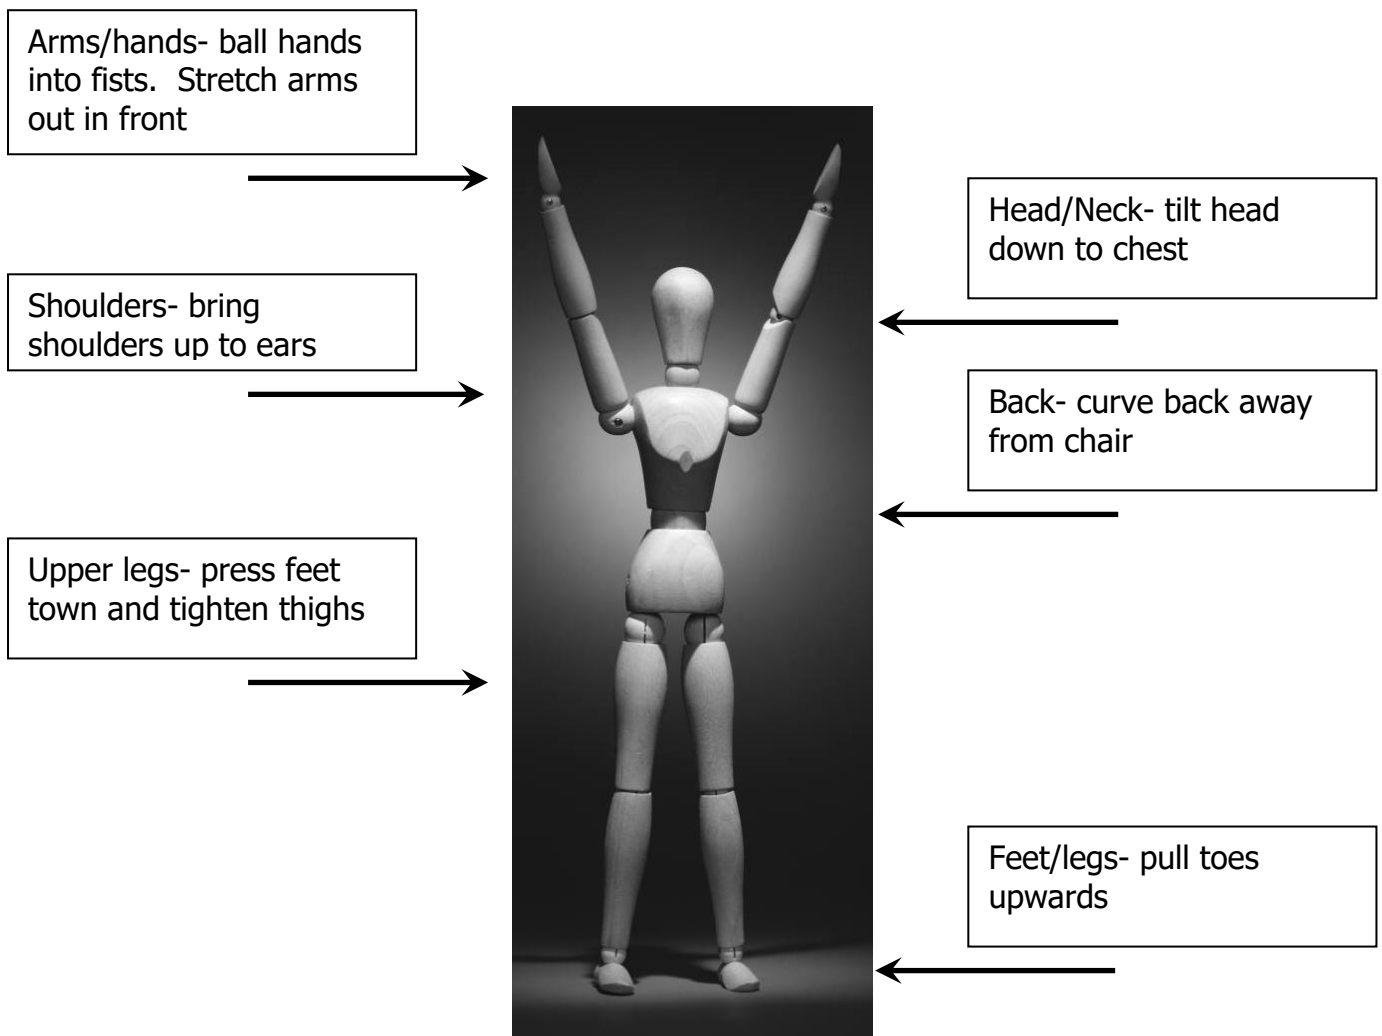 Arms/hands- ball hands
into fists.  Stretch arms
out in front
Head/Neck- tilt head
down to chest
Shoulders- bring
shoulders up to ears
Back- curve back away
from chair
Upper legs- press feet
town and tighten thighs
Feet/legs- pull toes
upwards